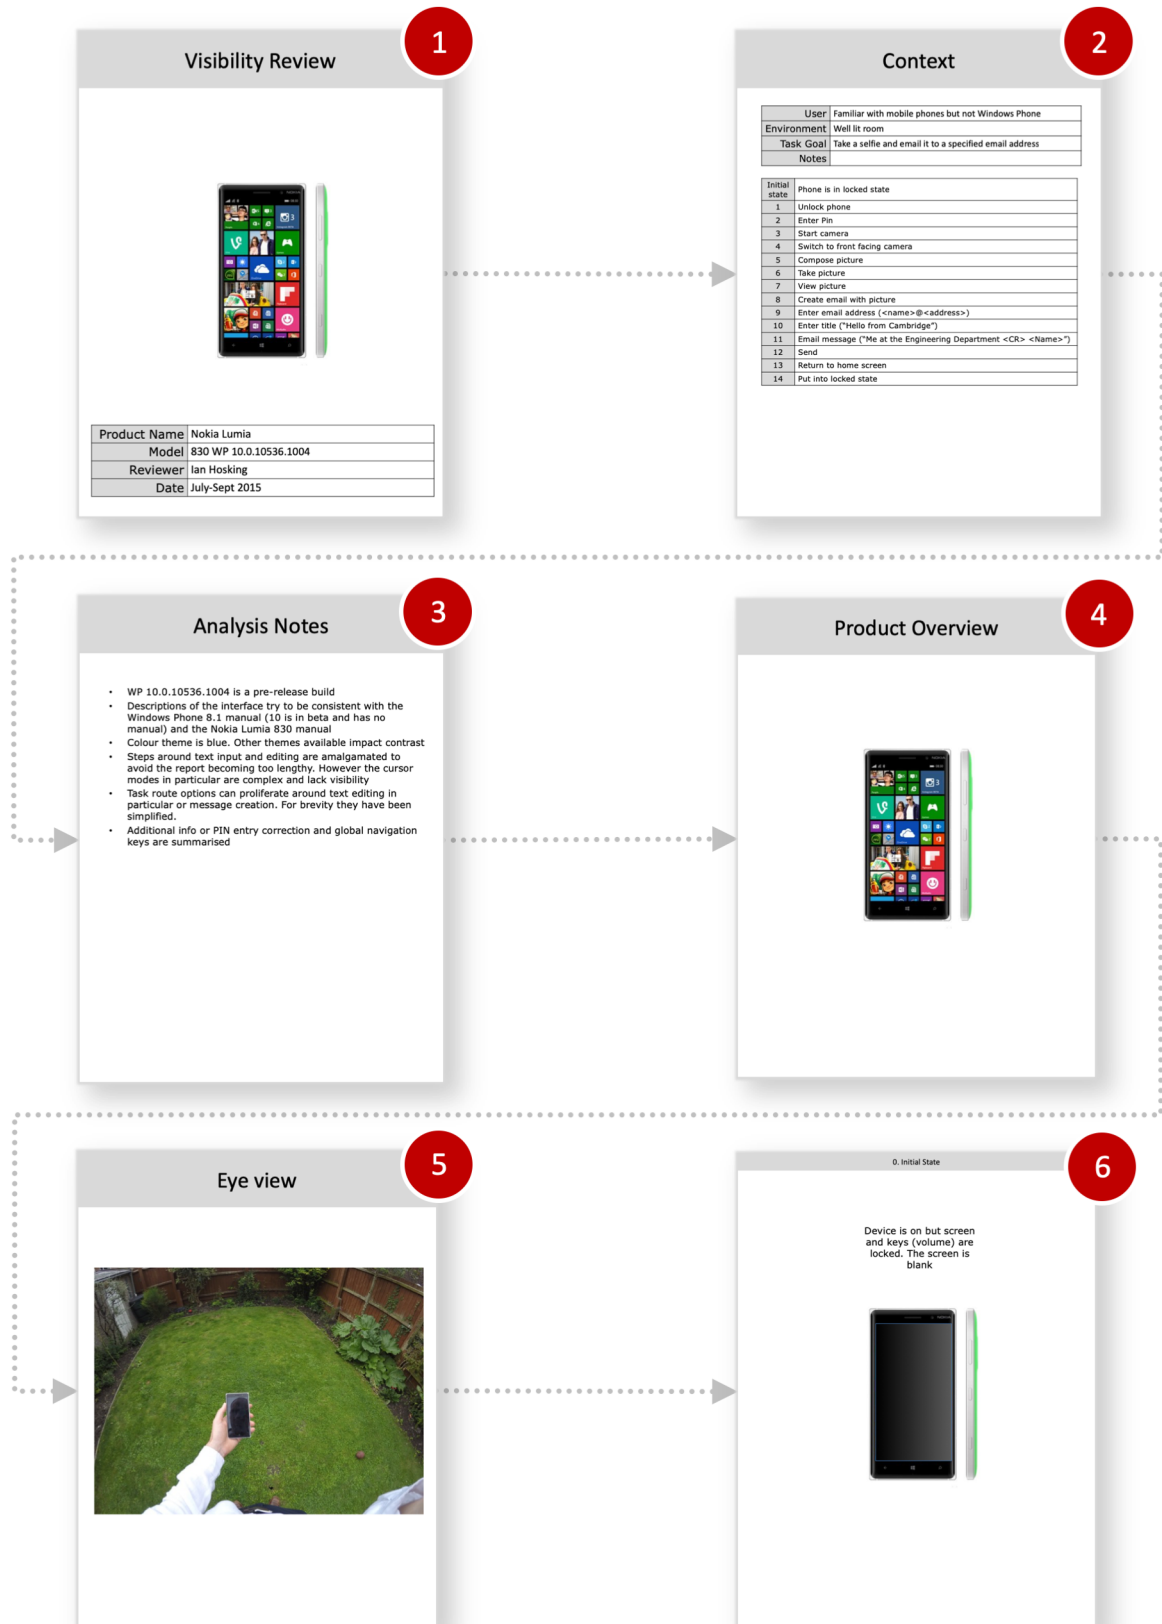 1
Visibility Review
Product Name Nokia Lumia
Model 830 WP 10.0.10536.1004
Reviewer Ian Hosking
Date July-Sept 2015
2
Context
User Familiar with mobile phones but not Windows Phone
Environment Well lit room
Task Goal Take a selfie and email it to a specified email address
Notes
Initial state Phone is in locked state
1 Unlock phone
2 Enter Pin
3 Start camera
4 Switch to front facing camera
5 Compose picture
6 Take picture
7 View picture
8 Create email with picture
9 Enter email address (<name>@<address>)
10 Enter title ("Hello from Cambridge")
11 Email message ("Me at the Engineering Department <CR> <Name>")
12 Send
13 Return to home screen
14 Put into locked state
3
Analysis Notes
• WP 10.0.10536.1004 is a pre-release build
• Descriptions of the interface try to be consistent with the
Windows Phone 8.1 manual (10 is in beta and has no
manual) and the Nokia Lumia 830 manual
• Colour theme is blue. Other themes available impact contrast
• Steps around text input and editing are amalgamated to
avoid the report becoming too lengthy. However the cursor
modes in particular are complex and lack visibility
• Task route options can proliferate around text editing in
particular or message creation. For brevity they have been
simplified.
• Additional info or PIN entry correction and global navigation
keys are summarised
4
Product Overview
5
Eye view
6
0. Initial State
Device is on but screen
and keys (volume) are
locked. The screen is
blank